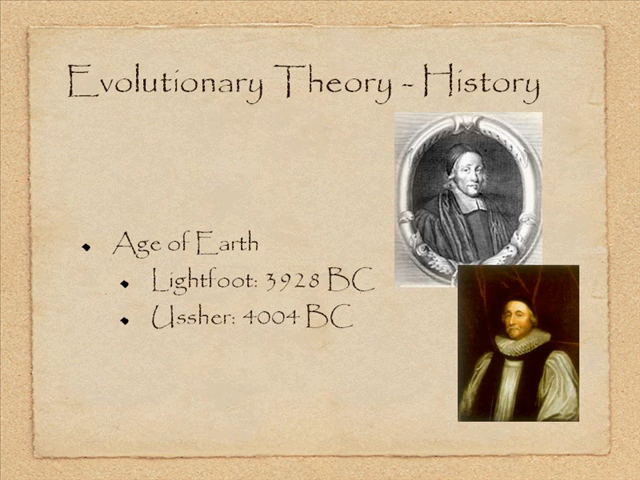 Evolutionary Theory - History
Age of Earth
Lightfoot: 3928 BC
Ussher: 4004 BC